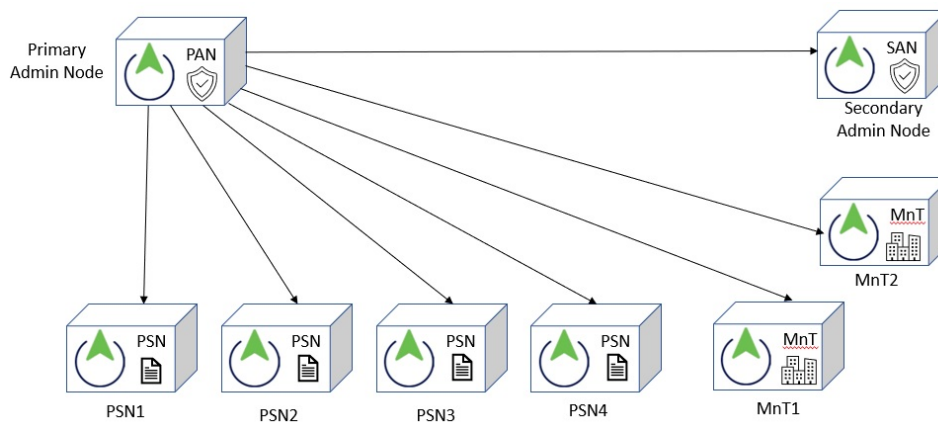 Primary
Admin Node
PAN
SAN
Secondary
Admin Node
MnT
MnT2
PSN
PSN
PSN
PSN
MnT
PSN1
PSN2
PSN3
PSN4
MnT1